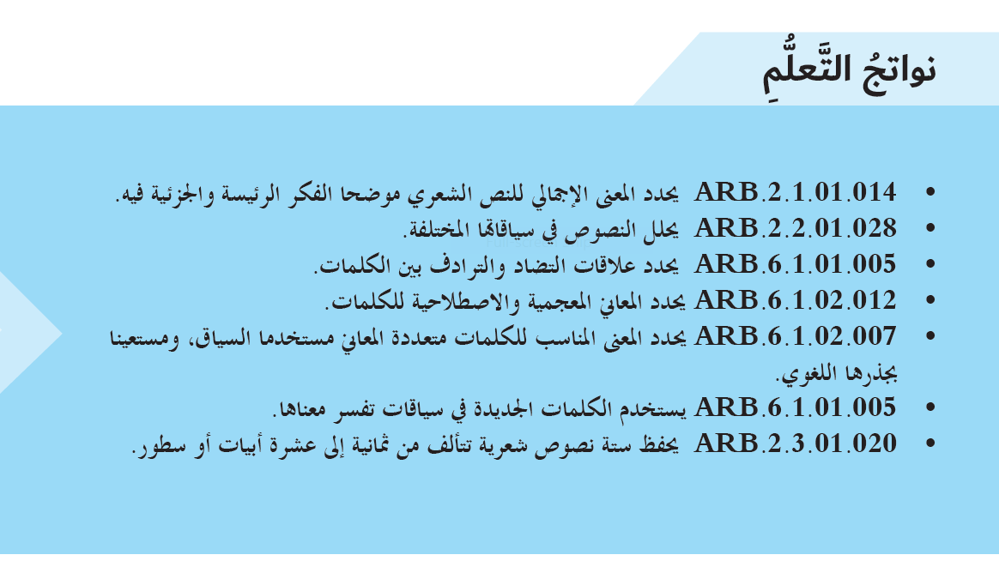 نواتجُ التَّعلُّمِ
• ARB.2.1.01.014 يحدد المعنى الإجمالي للنص الشعري موضحا الفكر الرئيسة والجزئية فيه.
• ARB.2.2.01.028 يحلل النصوص في سياقاتها المختلفة.
• ARB.6.1.01.005 يحدد علاقات التضاد والترادف بين الكلمات.
• ARB.6.1.02.012 يحدد المعاني المعجمية والاصطلاحية للكلمات.
• ARB.6.1.02.007 يحدد المعنى المناسب للكلمات متعددة المعاني مستخدما السياق، ومستعينا
بجذرها اللغوي.
• ARB.6.1.01.005 يستخدم الكلمات الجديدة في سياقات تفسر معناها.
• ARB.2.3.01.020 يحفظ ستة نصوص شعرية تتألف من ثمانية إلى عشرة أبيات أو سطور.